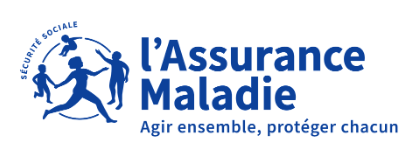 SÉCURITÉ SOCIALE
l'Assurance
Maladie
Agir ensemble, protéger chacun